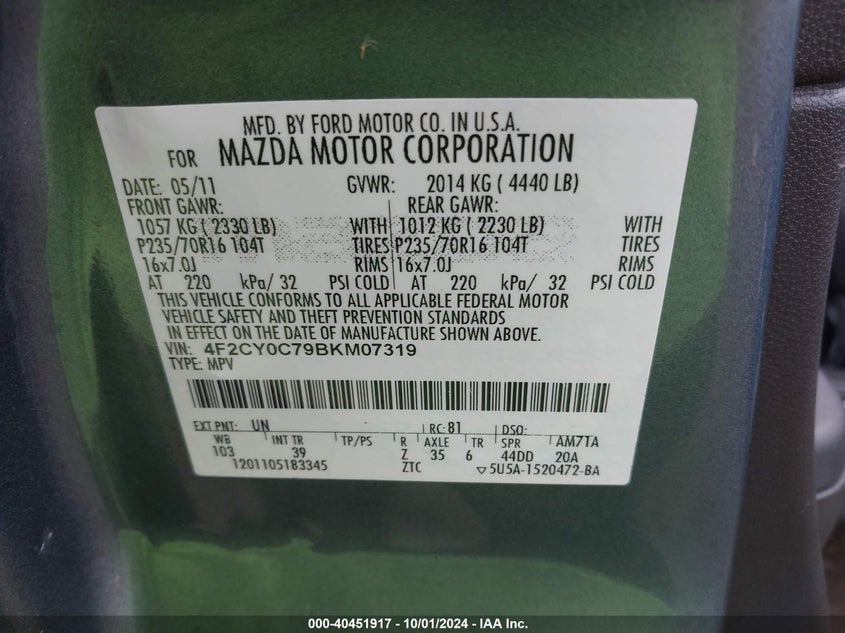 MFD. BY FORD MOTOR CO. IN U.S.A.
FOR MAZDA MOTOR CORPORATION
DATE: 05/11 GVWR: 2014 KG ( 4440 LB)
FRONT GAWR: REAR GAWR:
1057 KG ( 2330 LB) WITH 1012 KG ( 2230 LB) WITH
P235/70R16 104T TIRES P235/70R16 104T TIRES
16x7.0J RIMS 16x7.0J RIMS
AT 220 kPa/ 32 PSI COLD AT 220 kPa/ 32 PSI COLD
THIS VEHICLE CONFORMS TO ALL APPLICABLE FEDERAL MOTOR
VEHICLE SAFETY AND THEFT PREVENTION STANDARDS
IN EFFECT ON THE DATE OF MANUFACTURE SHOWN ABOVE.
VIN: 4F2CY0C79BKM07319
TYPE: MPV
EXT PNT: UN RC: 81 DSO:
WB INT TR TP/PS R AXLE TR SPR AM7TA
103 39 Z 35 6 44DD 20A
1201105183345 ZTC ▽5U5A-1520472-BA
000-40451917 - 10/01/2024 - IAA Inc.